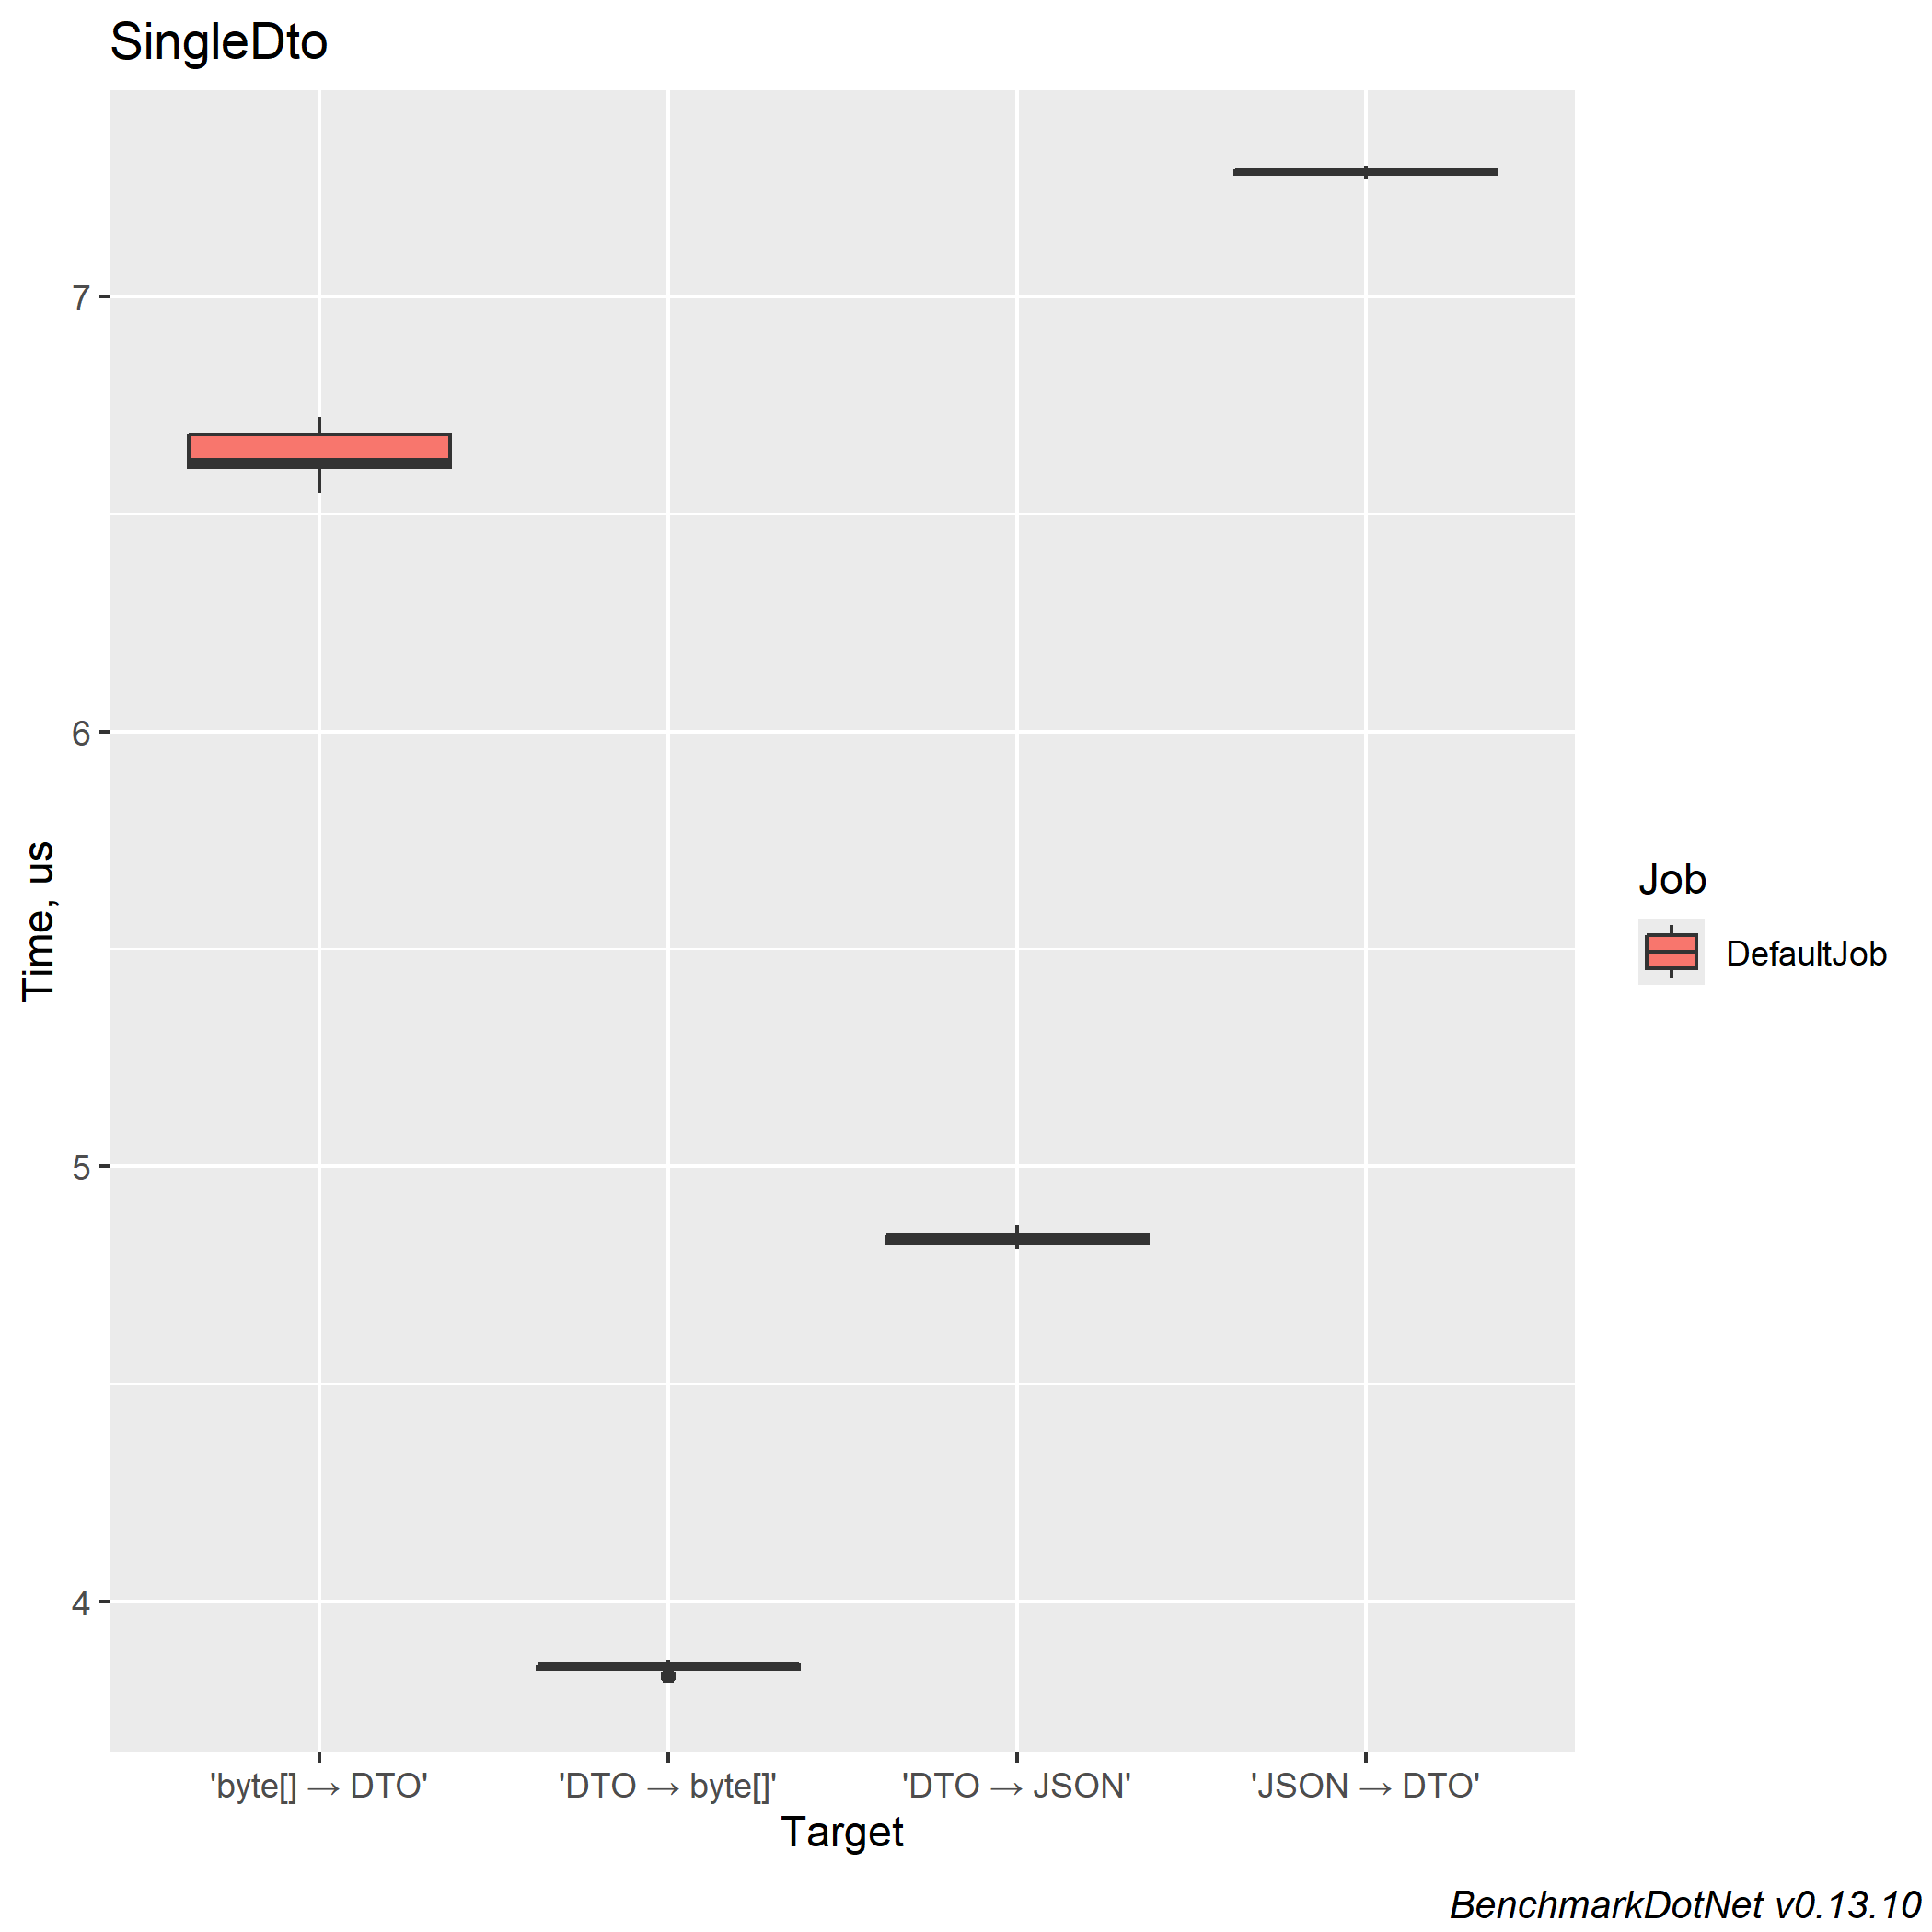 SingleDto
Time, us
7
6
5
4
'byte[] → DTO'
'DTO → byte[]'
'DTO → JSON'
'JSON → DTO'
Target
Job
DefaultJob
BenchmarkDotNet v0.13.10